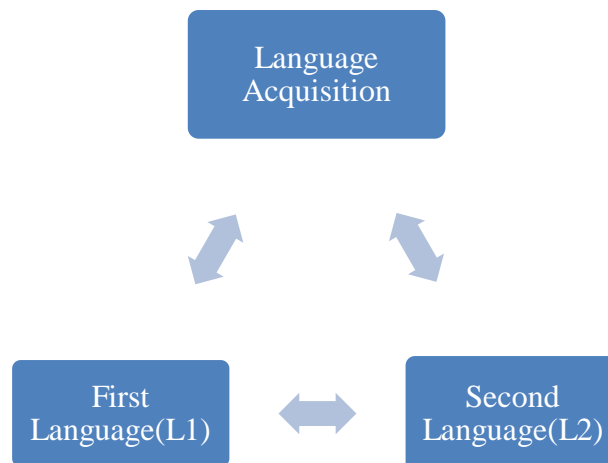 Language
Acquisition
First
Language(L1)
Second
Language(L2)